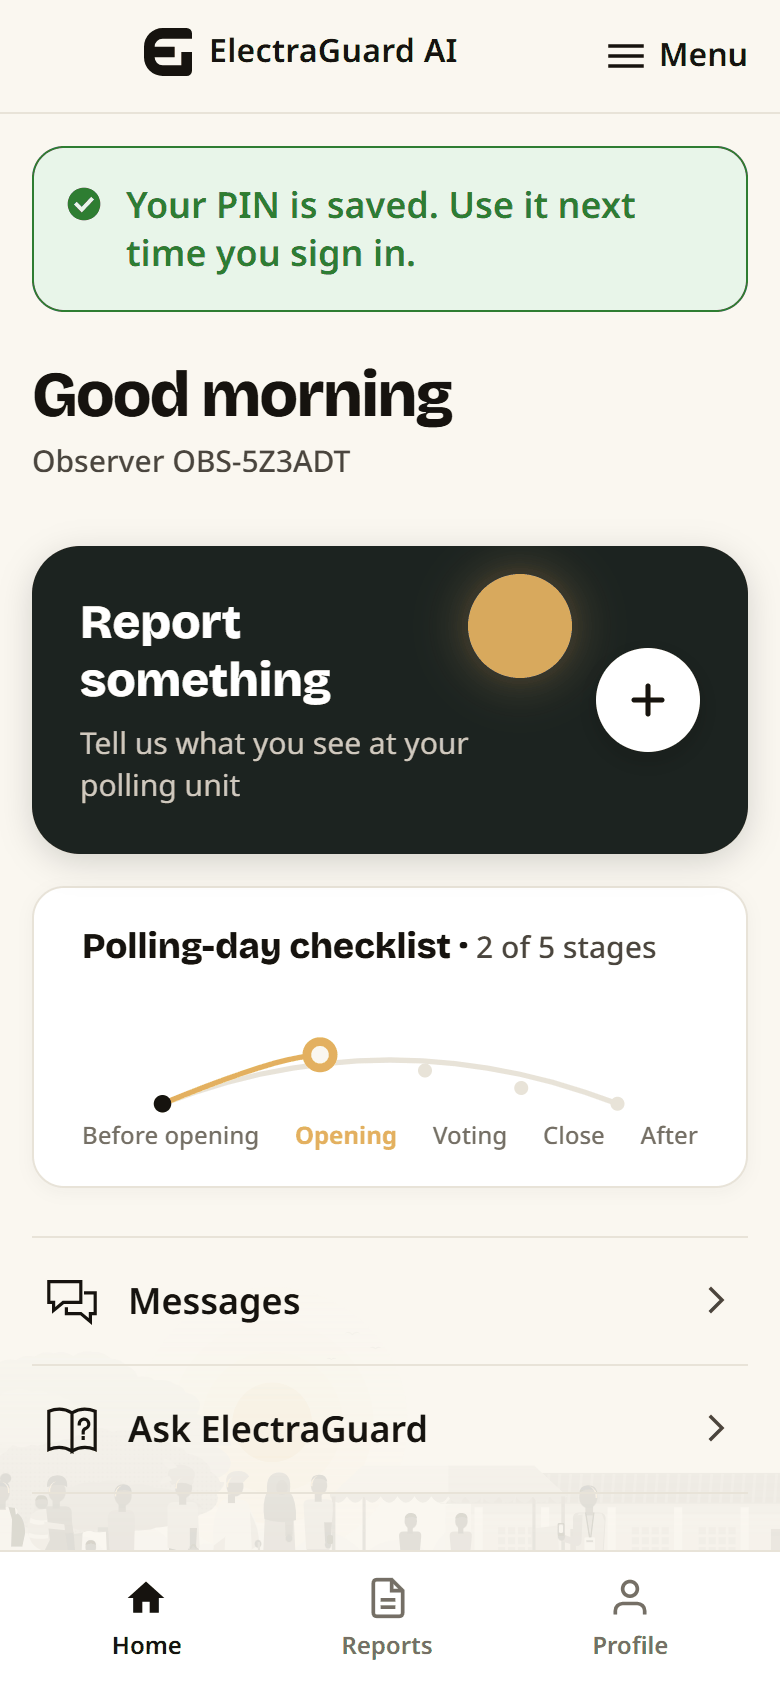 ElectraGuard AI
Menu
Your PIN is saved. Use it next
time you sign in.
Good morning
Observer OBS-5Z3ADT
Report
something
Tell us what you see at your
polling unit
Polling-day checklist · 2 of 5 stages
Before opening Opening Voting Close After
Messages
Ask ElectraGuard
Home Reports Profile